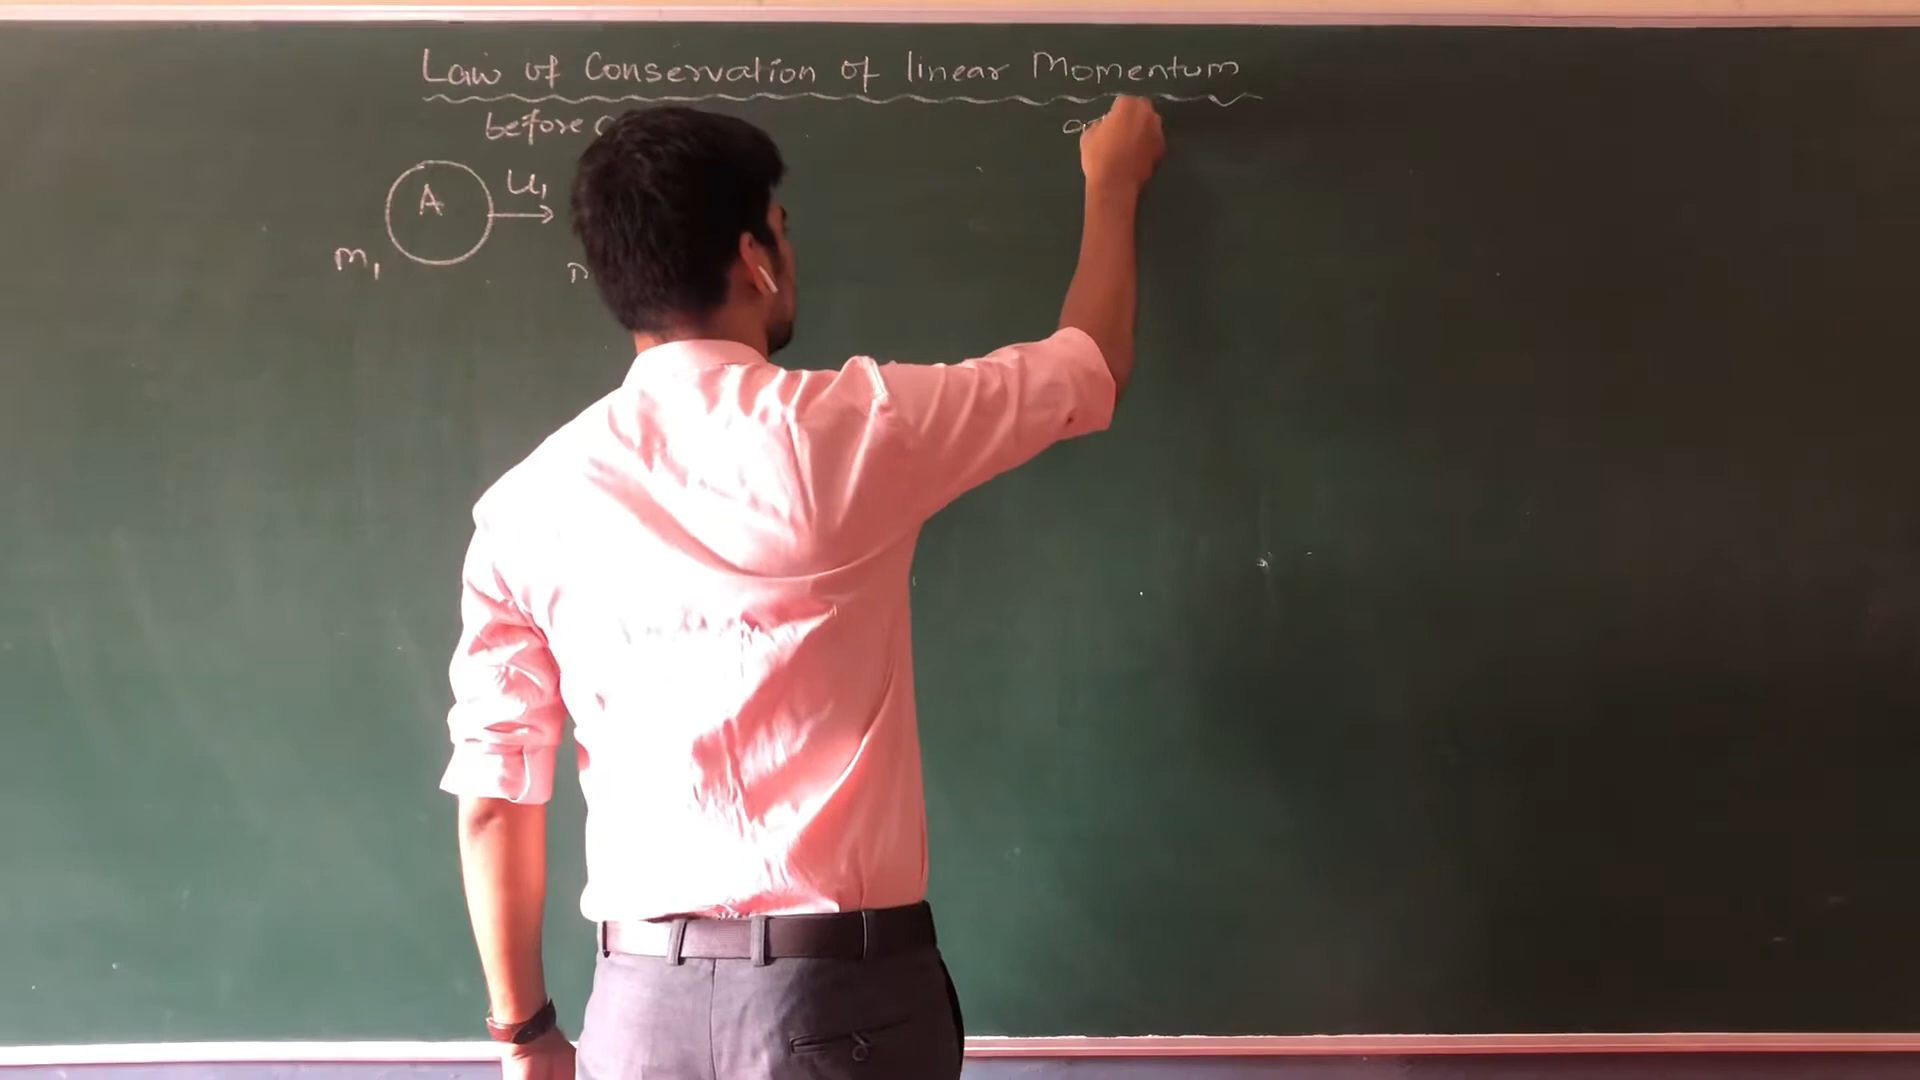 Law of Conservation of linear Momentum
before
A
U₁
m₁